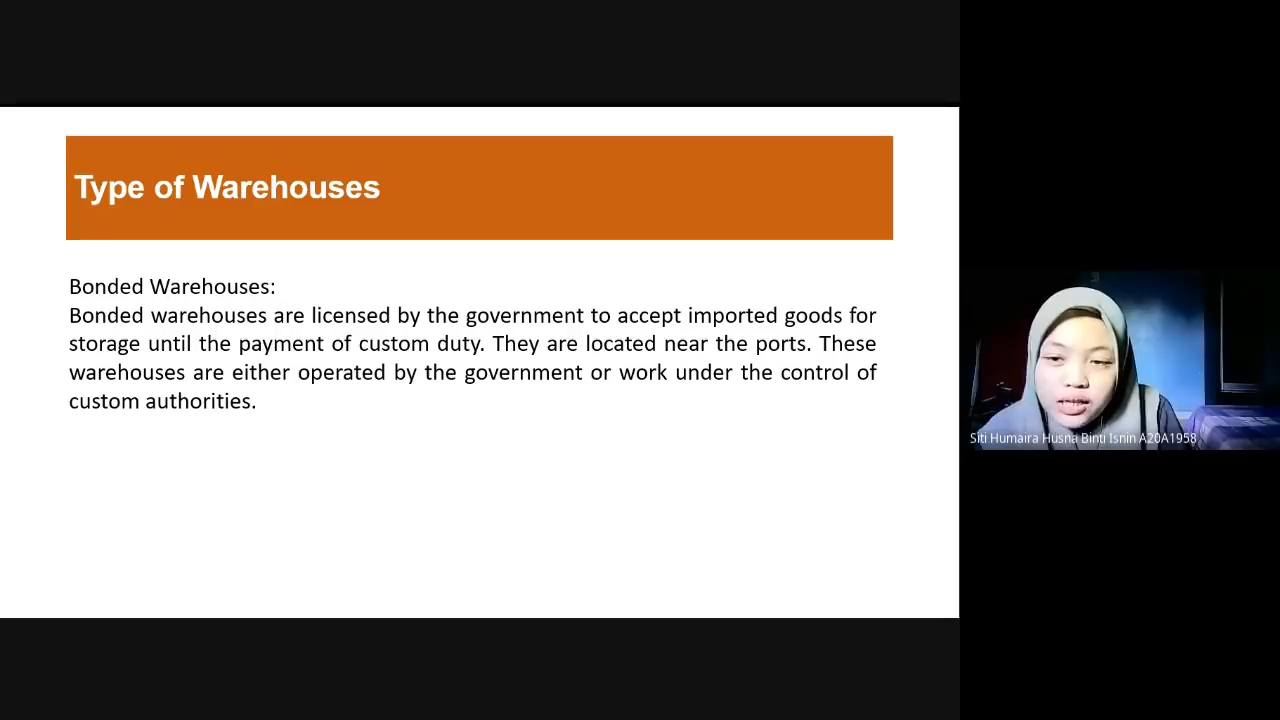 Type of Warehouses
Bonded Warehouses:
Bonded warehouses are licensed by the government to accept imported goods for
storage until the payment of custom duty. They are located near the ports. These
warehouses are either operated by the government or work under the control of
custom authorities.
Siti Humaira Husna Binti Isnin A20A1958